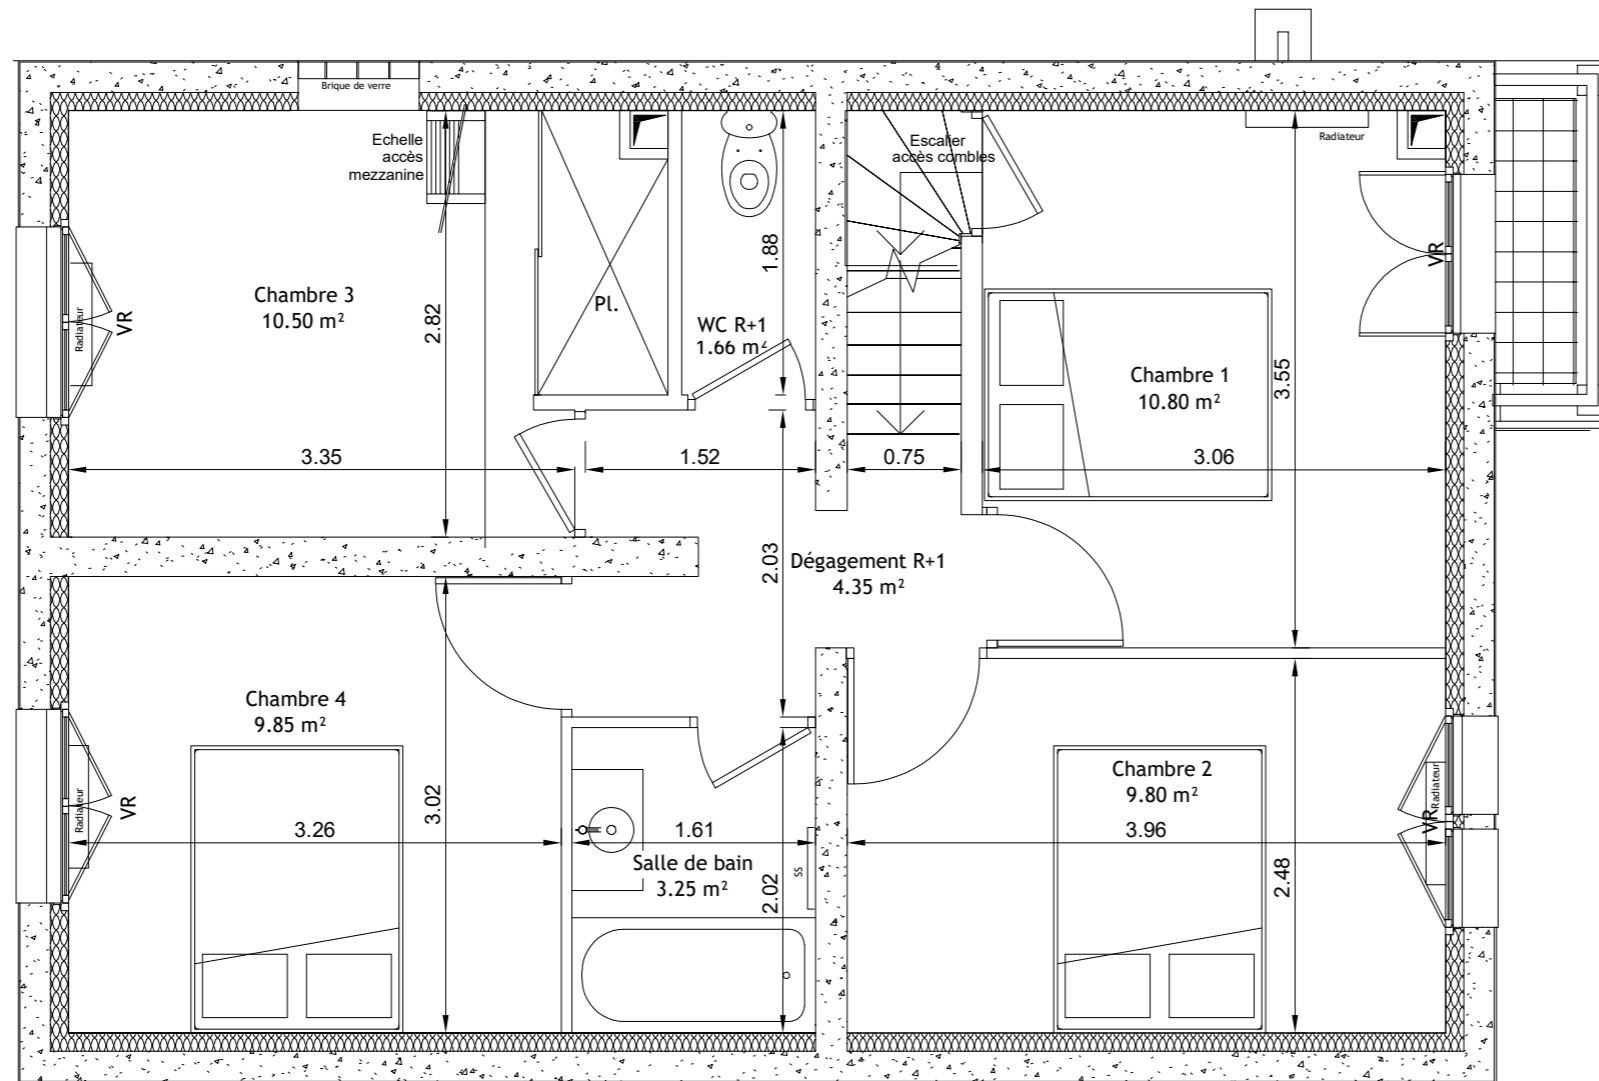 Brique de verre
Echelle
accès
mezzanine
Escalier
accès combles
Radiateur
1.88
VR
Chambre 3
10.50 m²
Radiateur
VR
2.82
Pl.
WC R+1
1.66 m²
Chambre 1
10.80 m²
3.55
3.35
1.52
0.75
3.06
2.03
Dégagement R+1
4.35 m²
Chambre 4
9.85 m²
Radiateur
VR
3.02
3.26
1.61
Salle de bain
3.25 m²
2.02
SS
Chambre 2
9.80 m²
3.96
2.48
Radiateur
VR